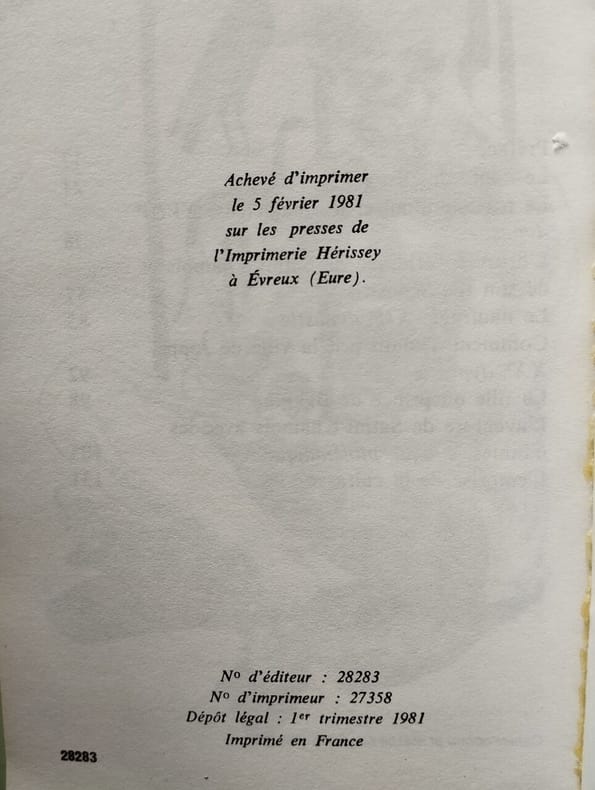 Achevé d'imprimer
le 5 février 1981
sur les presses de
l'Imprimerie Hérissey
à Évreux (Eure).
Nº d'éditeur : 28283
Nº d'imprimeur : 27358
Dépôt légal : 1er trimestre 1981
Imprimé en France
28283